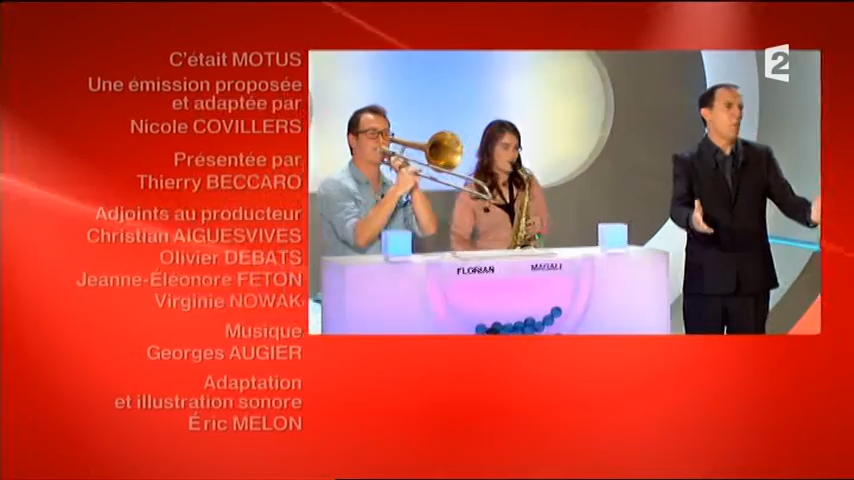 C'était MOTUS
Une émission proposée
et adaptée par
Nicole COVILLERS
Présentée par
Thierry BECCARO
Adjoints au producteur
Christian AIGUESVIVES
Olivier DEBATS
Jeanne-Éléonore FETON
Virginie NOWAK
Musique
Georges AUGIER
Adaptation
et illustration sonore
Éric MELON
2
FLORIAN
MAGALI